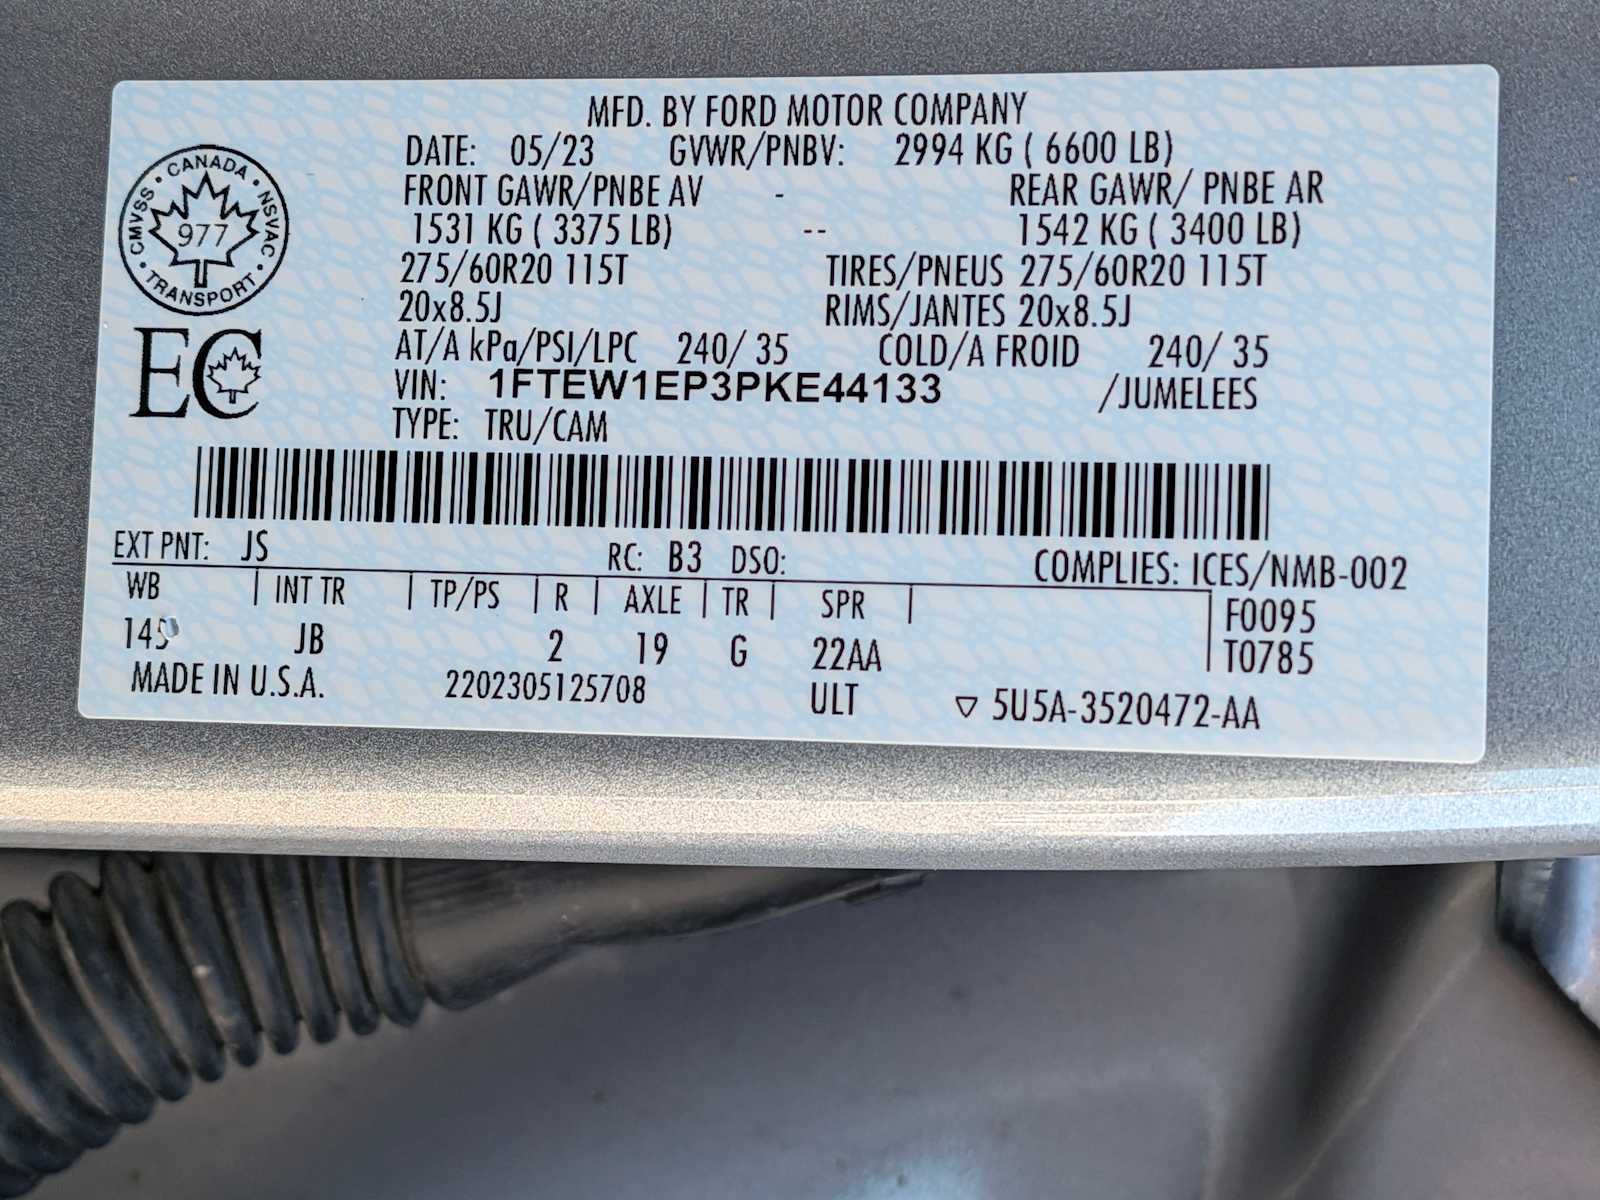 MFD. BY FORD MOTOR COMPANY
DATE: 05/23 GVWR/PNBV: 2994 KG ( 6600 LB)
FRONT GAWR/PNBE AV - REAR GAWR/ PNBE AR
1531 KG ( 3375 LB) -- 1542 KG ( 3400 LB)
275/60R20 115T TIRES/PNEUS 275/60R20 115T
20x8.5J RIMS/JANTES 20x8.5J
AT/A kPa/PSI/LPC 240/ 35 COLD/A FROID 240/ 35
VIN: 1FTEW1EP3PKE44133 /JUMELEES
TYPE: TRU/CAM
CANADA • NSVAC • TRANSPORT • CMVSS •
977
EC
EXT PNT: JS RC: B3 DSO: COMPLIES: ICES/NMB-002
WB | INT TR | TP/PS | R | AXLE | TR | SPR | F0095
JB 2 19 G 22AA T0785
MADE IN U.S.A. 2202305125708 ULT ▽ 5U5A-3520472-AA